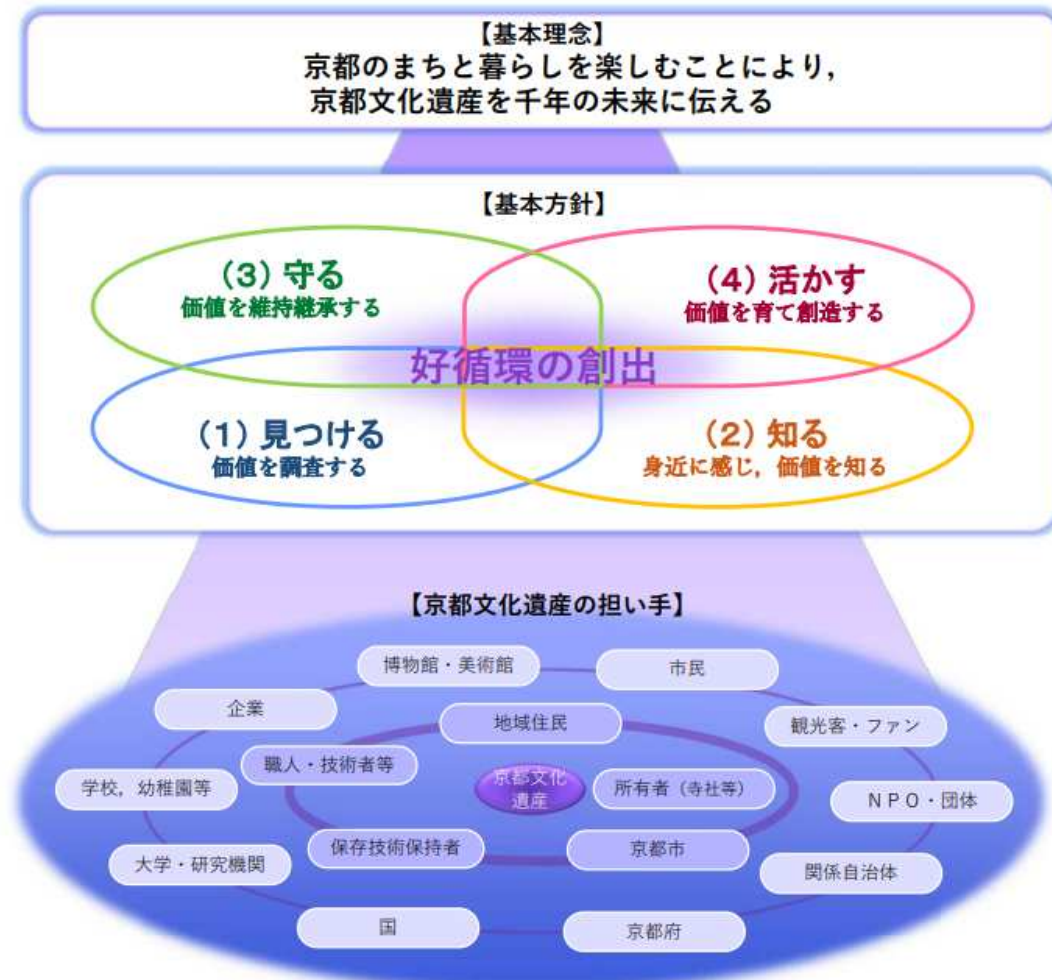 【基本理念】
京都のまちと暮らしを楽しむことにより，
京都文化遺産を千年の未来に伝える
【基本方針】
（３）守る
価値を維持継承する
（４）活かす
価値を育て創造する
好循環の創出
（１）見つける
価値を調査する
（２）知る
身近に感じ，価値を知る
【京都文化遺産の担い手】
博物館・美術館
市民
企業
地域住民
観光客・ファン
職人・技術者等
学校，幼稚園等
京都文化
遺産
所有者（寺社等）
ＮＰＯ・団体
保存技術保持者
京都市
大学・研究機関
関係自治体
国
京都府